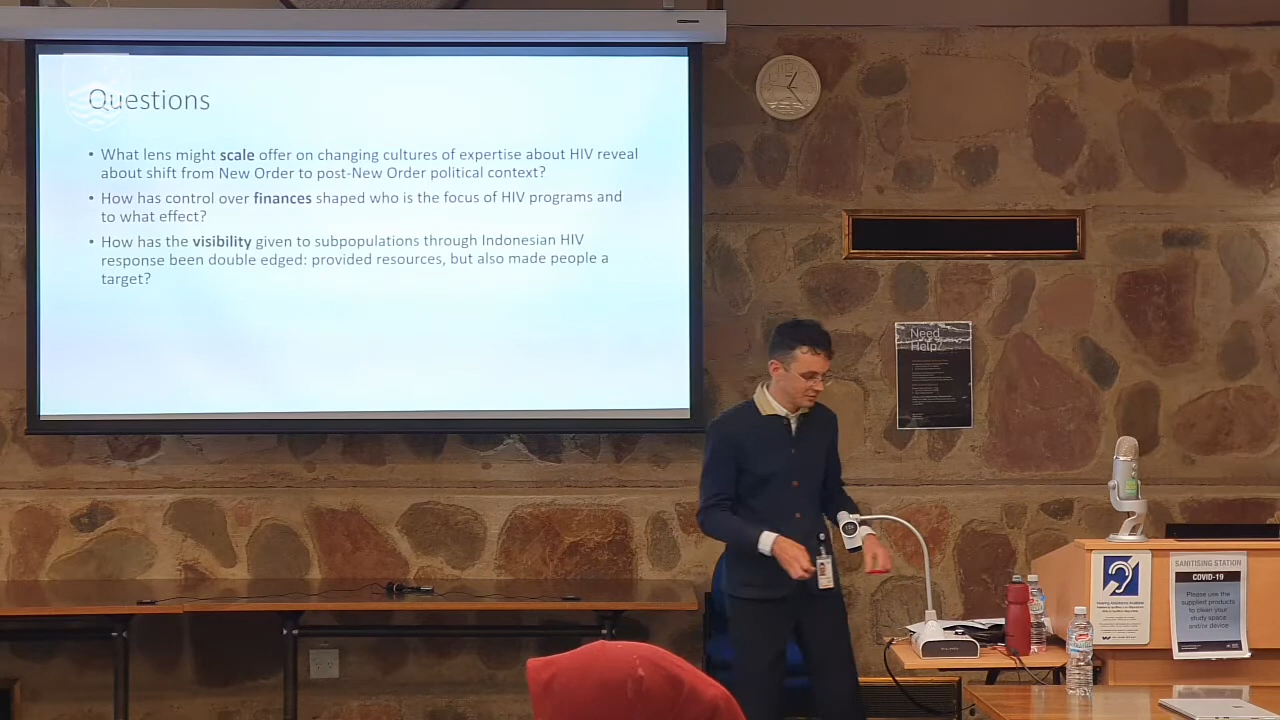 Questions
• What lens might scale offer on changing cultures of expertise about HIV reveal
about shift from New Order to post-New Order political context?
• How has control over finances shaped who is the focus of HIV programs and
to what effect?
• How has the visibility given to subpopulations through Indonesian HIV
response been double edged: provided resources, but also made people a
target?
Need
Help?
SANITISING STATION
COVID-19
Please use the
supplied products
to clean your
study space
and/or device